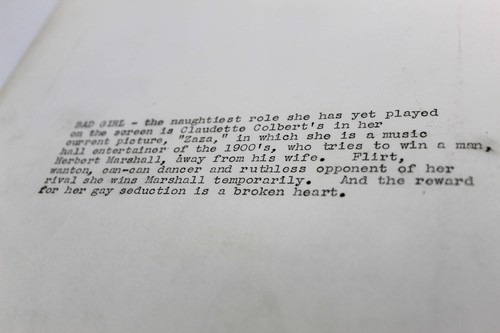 BAD GIRL - the naughtiest role she has yet played
on the screen is Claudette Colbert's in her
current picture, "Zaza," in which she is a music
hall entertainer of the 1900's, who tries to win a man,
Herbert Marshall, away from his wife. Flirt,
wanton, can-can dancer and ruthless opponent of her
rival she wins Marshall temporarily. And the reward
for her gay seduction is a broken heart.